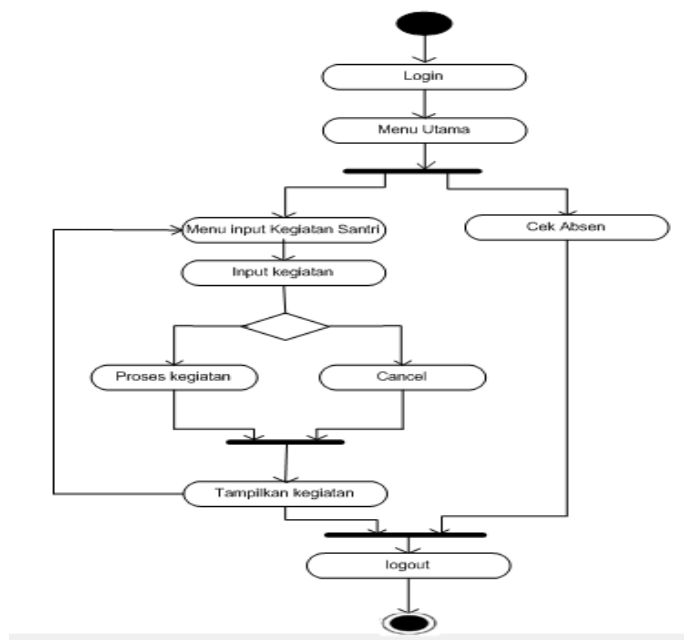 Login
Menu Utama
Menu input Kegiatan Santri
Cek Absen
Input kegiatan
Proses kegiatan
Cancel
Tampilkan kegiatan
logout